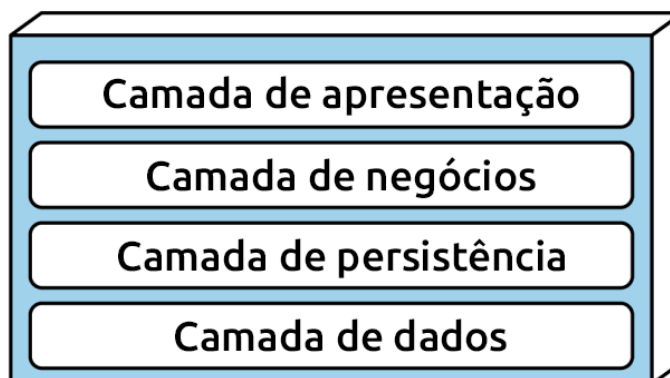 Camada de apresentação
Camada de negócios
Camada de persistência
Camada de dados